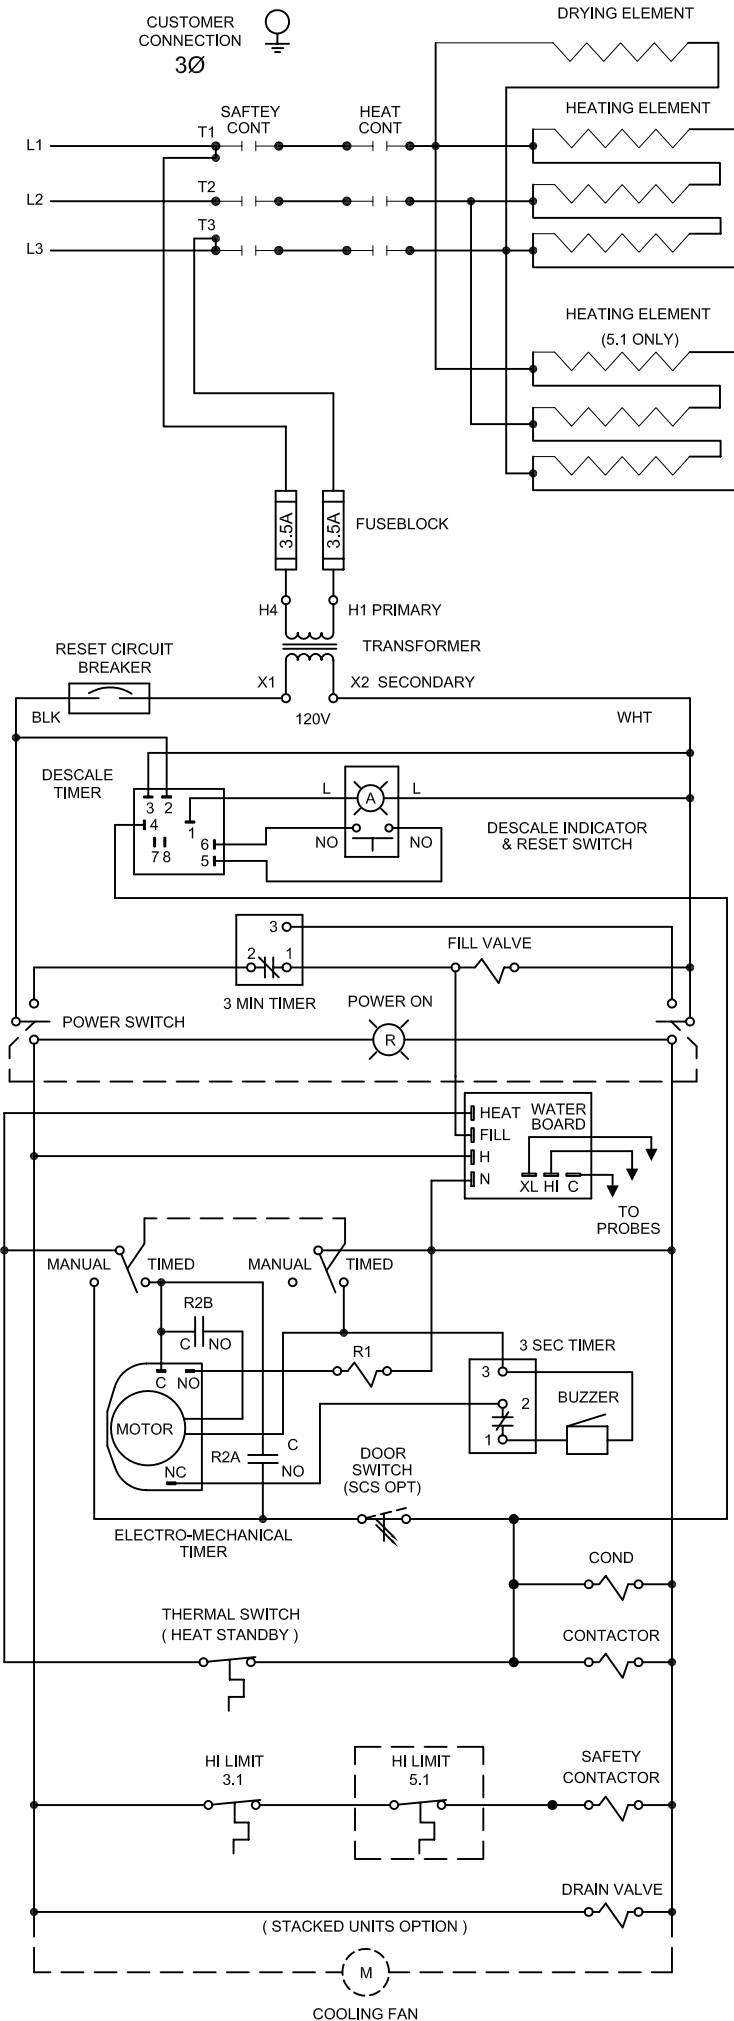 CUSTOMER
CONNECTION
3Ø
DRYING ELEMENT
SAFTEY
CONT
HEAT
CONT
HEATING ELEMENT
L1
T1
L2
T2
T3
L3
HEATING ELEMENT
(5.1 ONLY)
3.5A
3.5A
FUSEBLOCK
H4
H1 PRIMARY
TRANSFORMER
RESET CIRCUIT
BREAKER
X1
X2 SECONDARY
BLK
120V
WHT
DESCALE
TIMER
L
A
L
3 2
4
1
6
7 8
5
NO
NO
DESCALE INDICATOR
& RESET SWITCH
3
2
1
FILL VALVE
3 MIN TIMER
POWER ON
POWER SWITCH
R
HEAT
WATER
BOARD
FILL
H
N
XL HI C
TO
PROBES
MANUAL
TIMED
MANUAL
TIMED
R2B
C
NO
R1
3 SEC TIMER
C
NO
3
BUZZER
2
MOTOR
1
NC
R2A
C
NO
DOOR
SWITCH
(SCS OPT)
ELECTRO-MECHANICAL
TIMER
COND
THERMAL SWITCH
( HEAT STANDBY )
CONTACTOR
HI LIMIT
3.1
HI LIMIT
5.1
SAFETY
CONTACTOR
DRAIN VALVE
( STACKED UNITS OPTION )
M
COOLING FAN